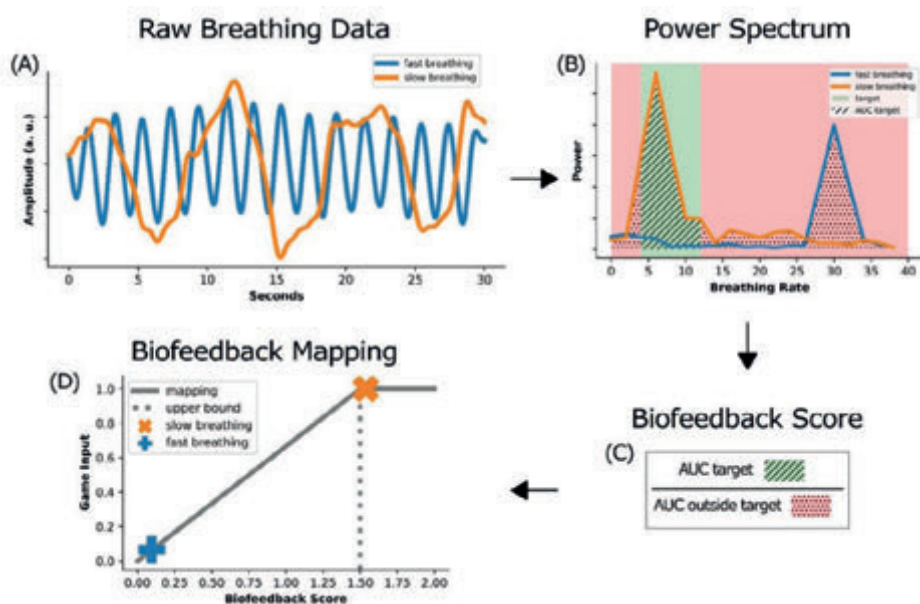 Raw Breathing Data
Power Spectrum
(A)
fast breathing
slow breathing
Amplitude (a. u.)
0 5 10 15 20 25 30
Seconds
(B)
fast breathing
slow breathing
target
AUC target
Power
0 5 10 15 20 25 30 35 40
Breathing Rate
Biofeedback Mapping
(D)
mapping
upper bound
slow breathing
fast breathing
1.0
0.8
0.6
0.4
0.2
0.0
Game Input
0.00 0.25 0.50 0.75 1.00 1.25 1.50 1.75 2.00
Biofeedback Score
Biofeedback Score
(C)
AUC target
AUC outside target